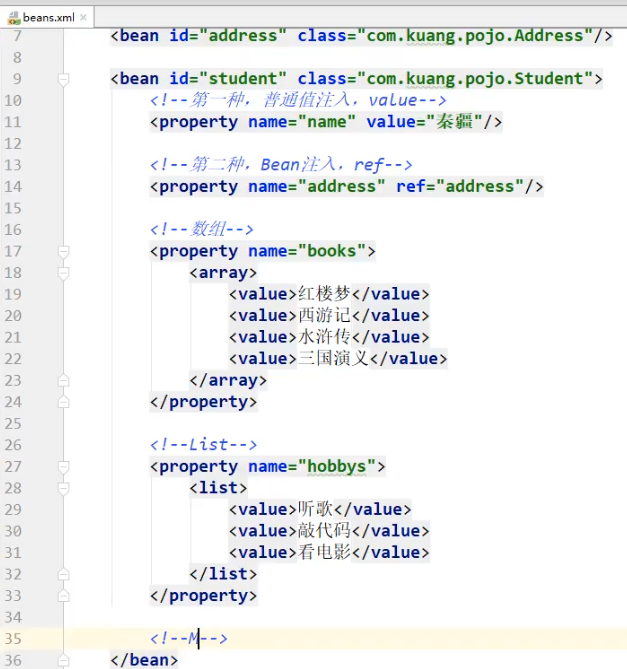 beans.xml
7 <bean id="address" class="com.kuang.pojo.Address"/>
8
9 <bean id="student" class="com.kuang.pojo.Student">
10 <!--第一种，普通值注入，value-->
11 <property name="name" value="秦疆"/>
12
13 <!--第二种，Bean注入，ref-->
14 <property name="address" ref="address"/>
15
16 <!--数组-->
17 <property name="books">
18 <array>
19 <value>红楼梦</value>
20 <value>西游记</value>
21 <value>水浒传</value>
22 <value>三国演义</value>
23 </array>
24 </property>
25
26 <!--List-->
27 <property name="hobbys">
28 <list>
29 <value>听歌</value>
30 <value>敲代码</value>
31 <value>看电影</value>
32 </list>
33 </property>
34
35 <!--M-->
36 </bean>